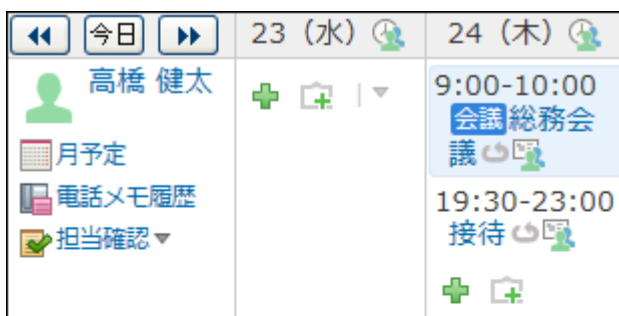 今日 23 (水) 24 (木)
高橋 健太
月予定
電話メモ履歴
担当確認
9:00-10:00
会議総務会
議
19:30-23:00
接待